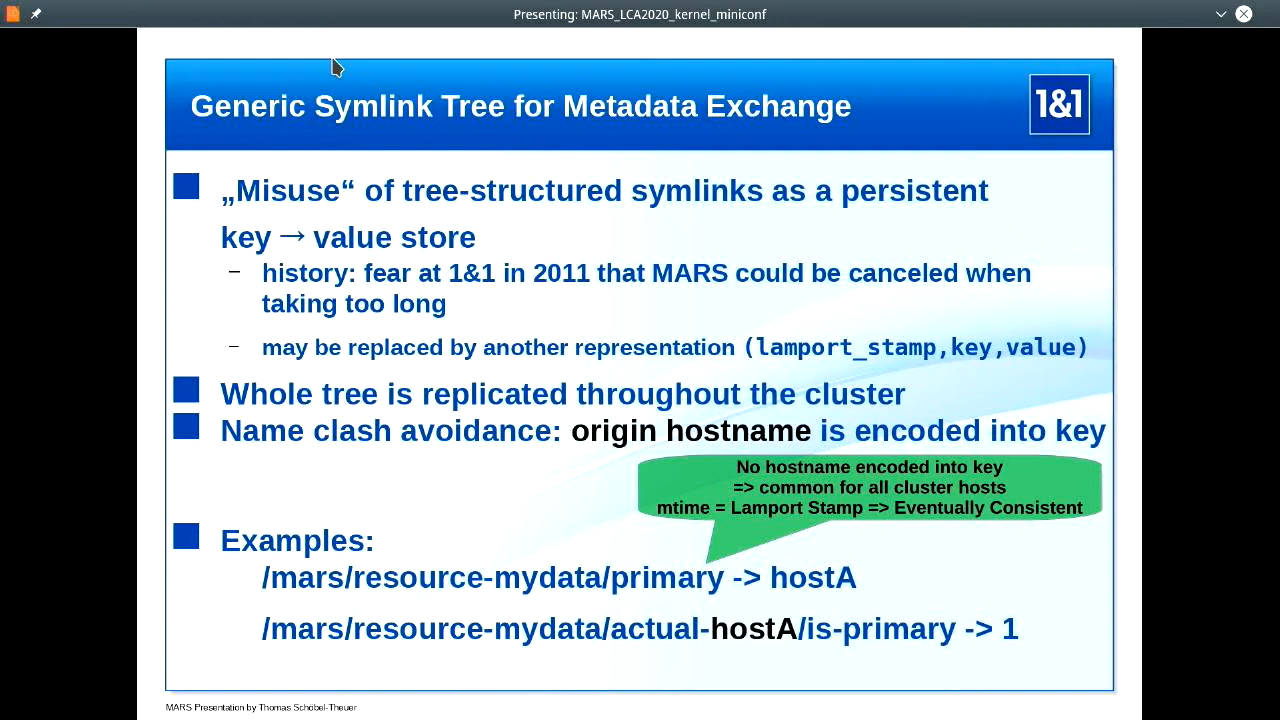 Presenting: MARS_LCA2020_kernel_miniconf
Generic Symlink Tree for Metadata Exchange
1&1
„Misuse“ of tree-structured symlinks as a persistent
key → value store
– history: fear at 1&1 in 2011 that MARS could be canceled when
taking too long
– may be replaced by another representation (lamport_stamp,key,value)
Whole tree is replicated throughout the cluster
Name clash avoidance: origin hostname is encoded into key
No hostname encoded into key
=> common for all cluster hosts
mtime = Lamport Stamp => Eventually Consistent
Examples:
/mars/resource-mydata/primary -> hostA
/mars/resource-mydata/actual-hostA/is-primary -> 1
MARS Presentation by Thomas Schöbel-Theuer